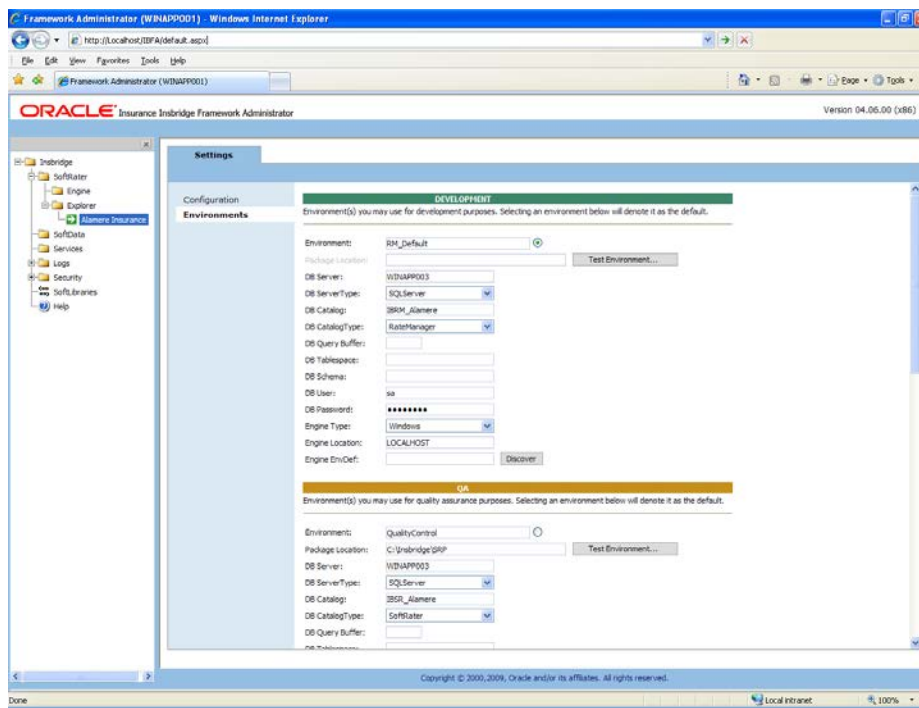 Framework Administrator (WINAPP001) - Windows Internet Explorer
http://Localhost/IBFA/default.aspx
File Edit View Favorites Tools Help
Framework Administrator (WINAPP001)
Page Tools
ORACLE Insurance Insbridge Framework Administrator
Version 04.06.00 (x86)
Insbridge
SoftRater
Engine
Explorer
Alamere Insurance
SoftData
Services
Logs
Security
SoftLibraries
Help
Settings
Configuration
Environments
DEVELOPMENT
Environment(s) you may use for development purposes. Selecting an environment below will denote it as the default.
Environment: RM_Default
Package Location: Test Environment...
DB Server: WINAPP003
DB ServerType: SQLServer
DB Catalog: IBRM_Alamere
DB CatalogType: RateManager
DB Query Buffer:
DB Tablespace:
DB Schema:
DB User: sa
DB Password: ••••••••
Engine Type: Windows
Engine Location: LOCALHOST
Engine EnvDef: Discover
QA
Environment(s) you may use for quality assurance purposes. Selecting an environment below will denote it as the default.
Environment: QualityControl
Package Location: C:\Insbridge\SRP Test Environment...
DB Server: WINAPP003
DB ServerType: SQLServer
DB Catalog: IBSR_Alamere
DB CatalogType: SoftRater
DB Query Buffer:
DB Tablespace:
Copyright © 2000,2009, Oracle and/or its affiliates. All rights reserved.
Done
Local intranet
100%